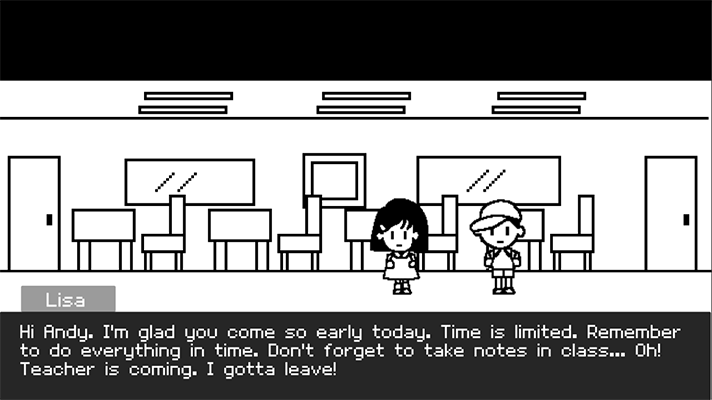 Lisa
Hi Andy. I'm glad you come so early today. Time is limited. Remember
to do everything in time. Don't forget to take notes in class... Oh!
Teacher is coming. I gotta leave!